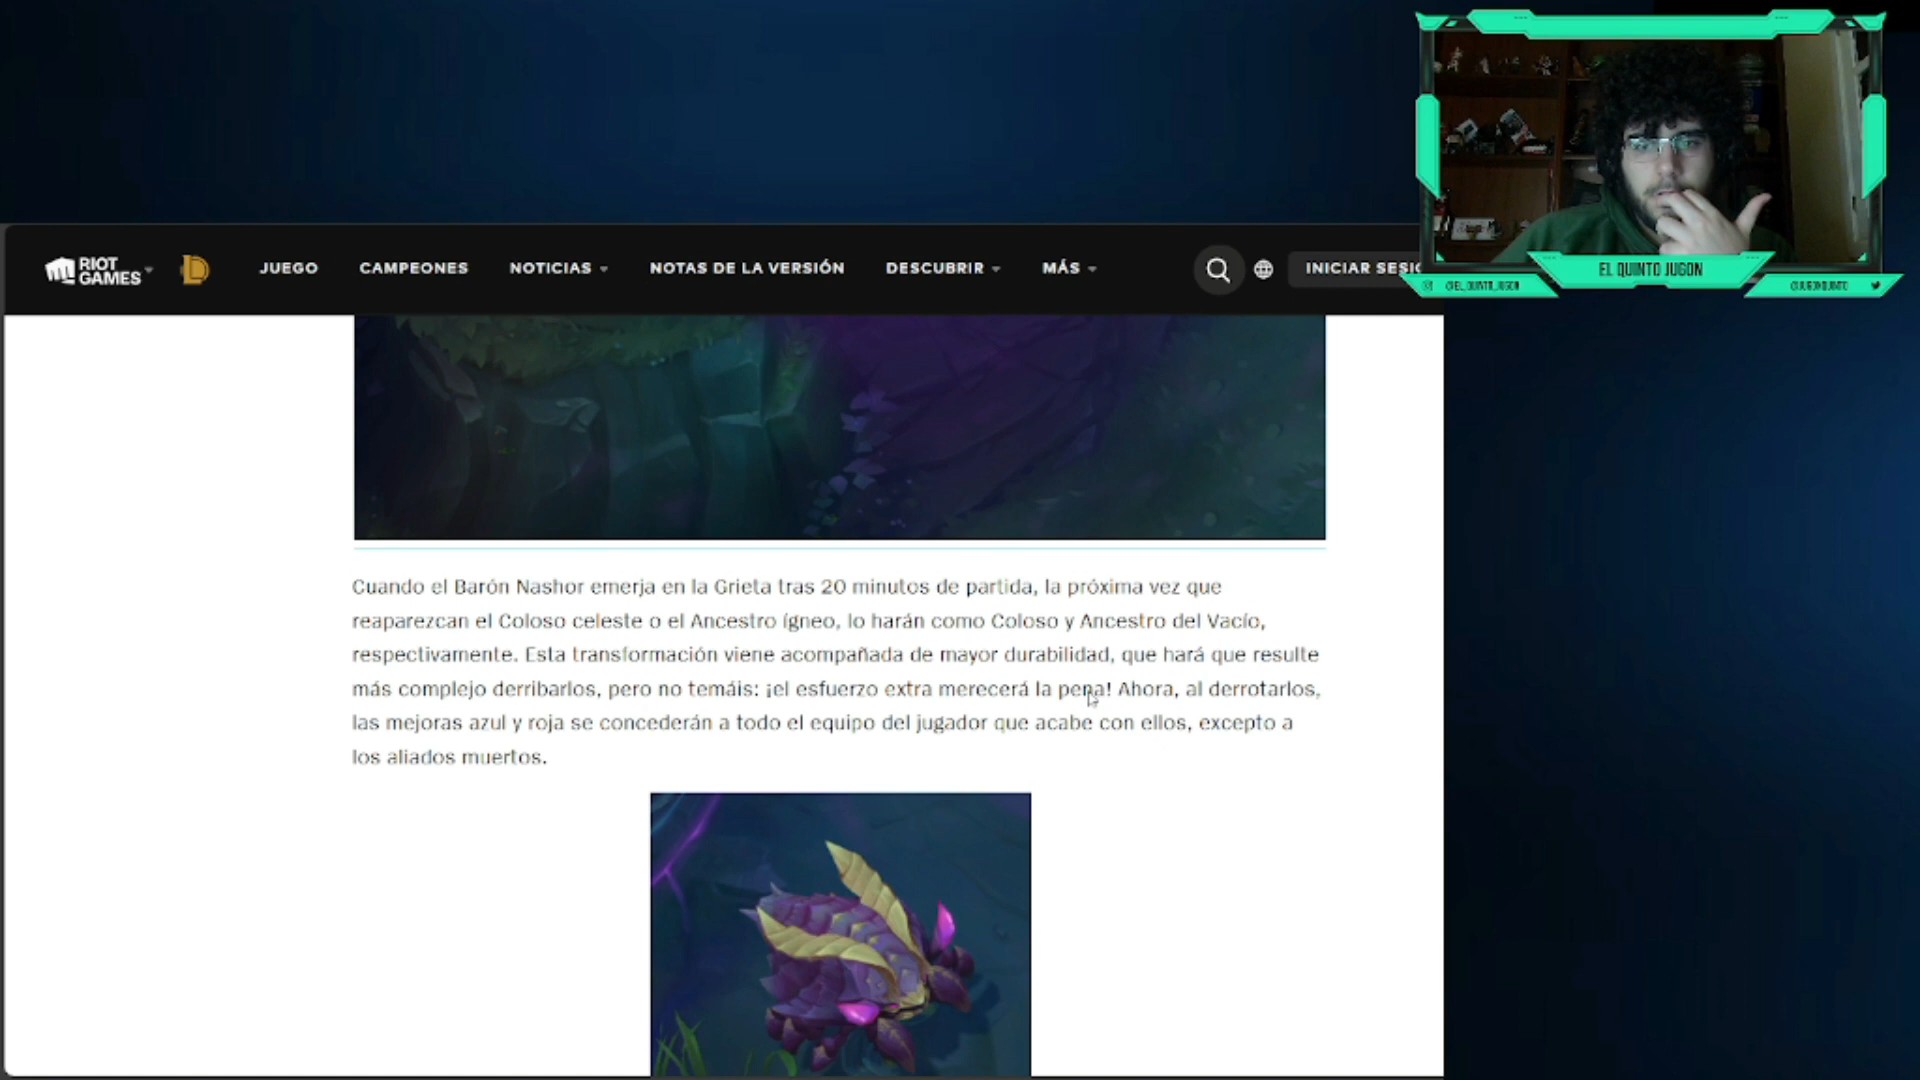 RIOT GAMES
JUEGO CAMPEONES NOTICIAS NOTAS DE LA VERSIÓN DESCUBRIR MÁS INICIAR SESIÓ
EL QUINTO JUGON
@EL_QUINTO_JUGON @JUGONQUINTO
Cuando el Barón Nashor emerja en la Grieta tras 20 minutos de partida, la próxima vez que
reaparezcan el Coloso celeste o el Ancestro ígneo, lo harán como Coloso y Ancestro del Vacío,
respectivamente. Esta transformación viene acompañada de mayor durabilidad, que hará que resulte
más complejo derribarlos, pero no temáis: ¡el esfuerzo extra merecerá la pena! Ahora, al derrotarlos,
las mejoras azul y roja se concederán a todo el equipo del jugador que acabe con ellos, excepto a
los aliados muertos.